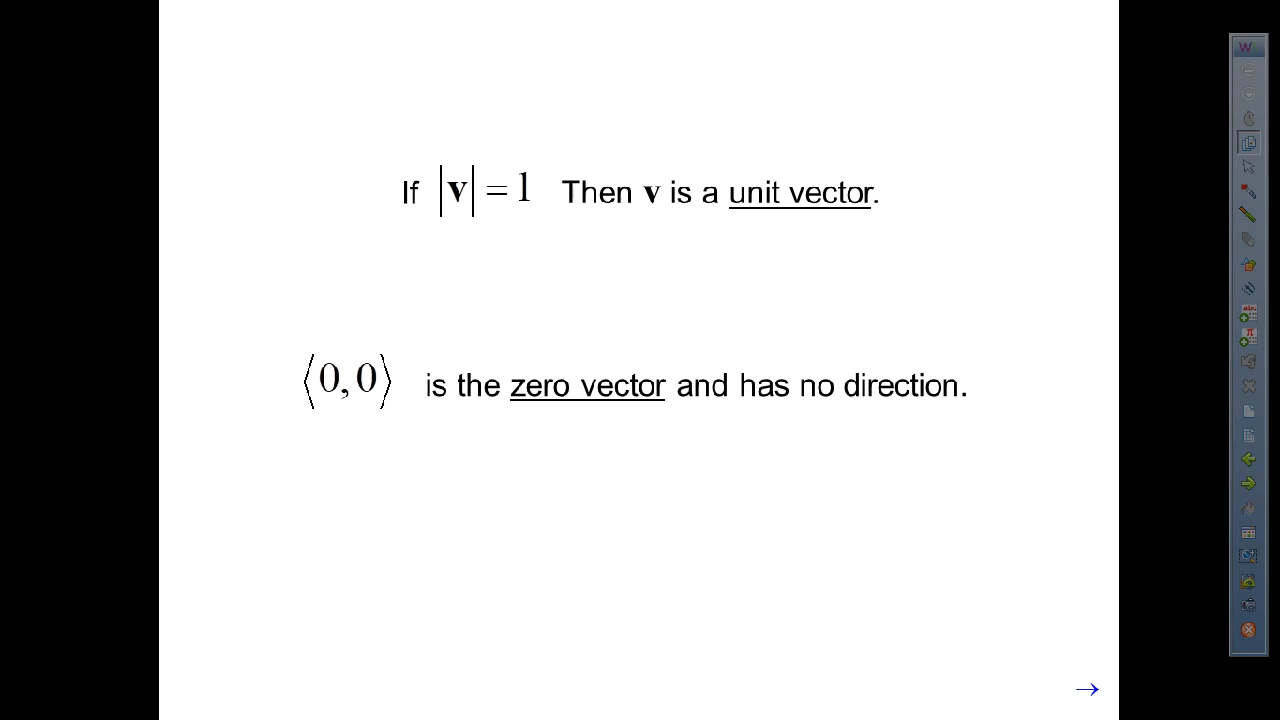 If |v| = 1 Then v is a unit vector.
⟨0, 0⟩ is the zero vector and has no direction.
→